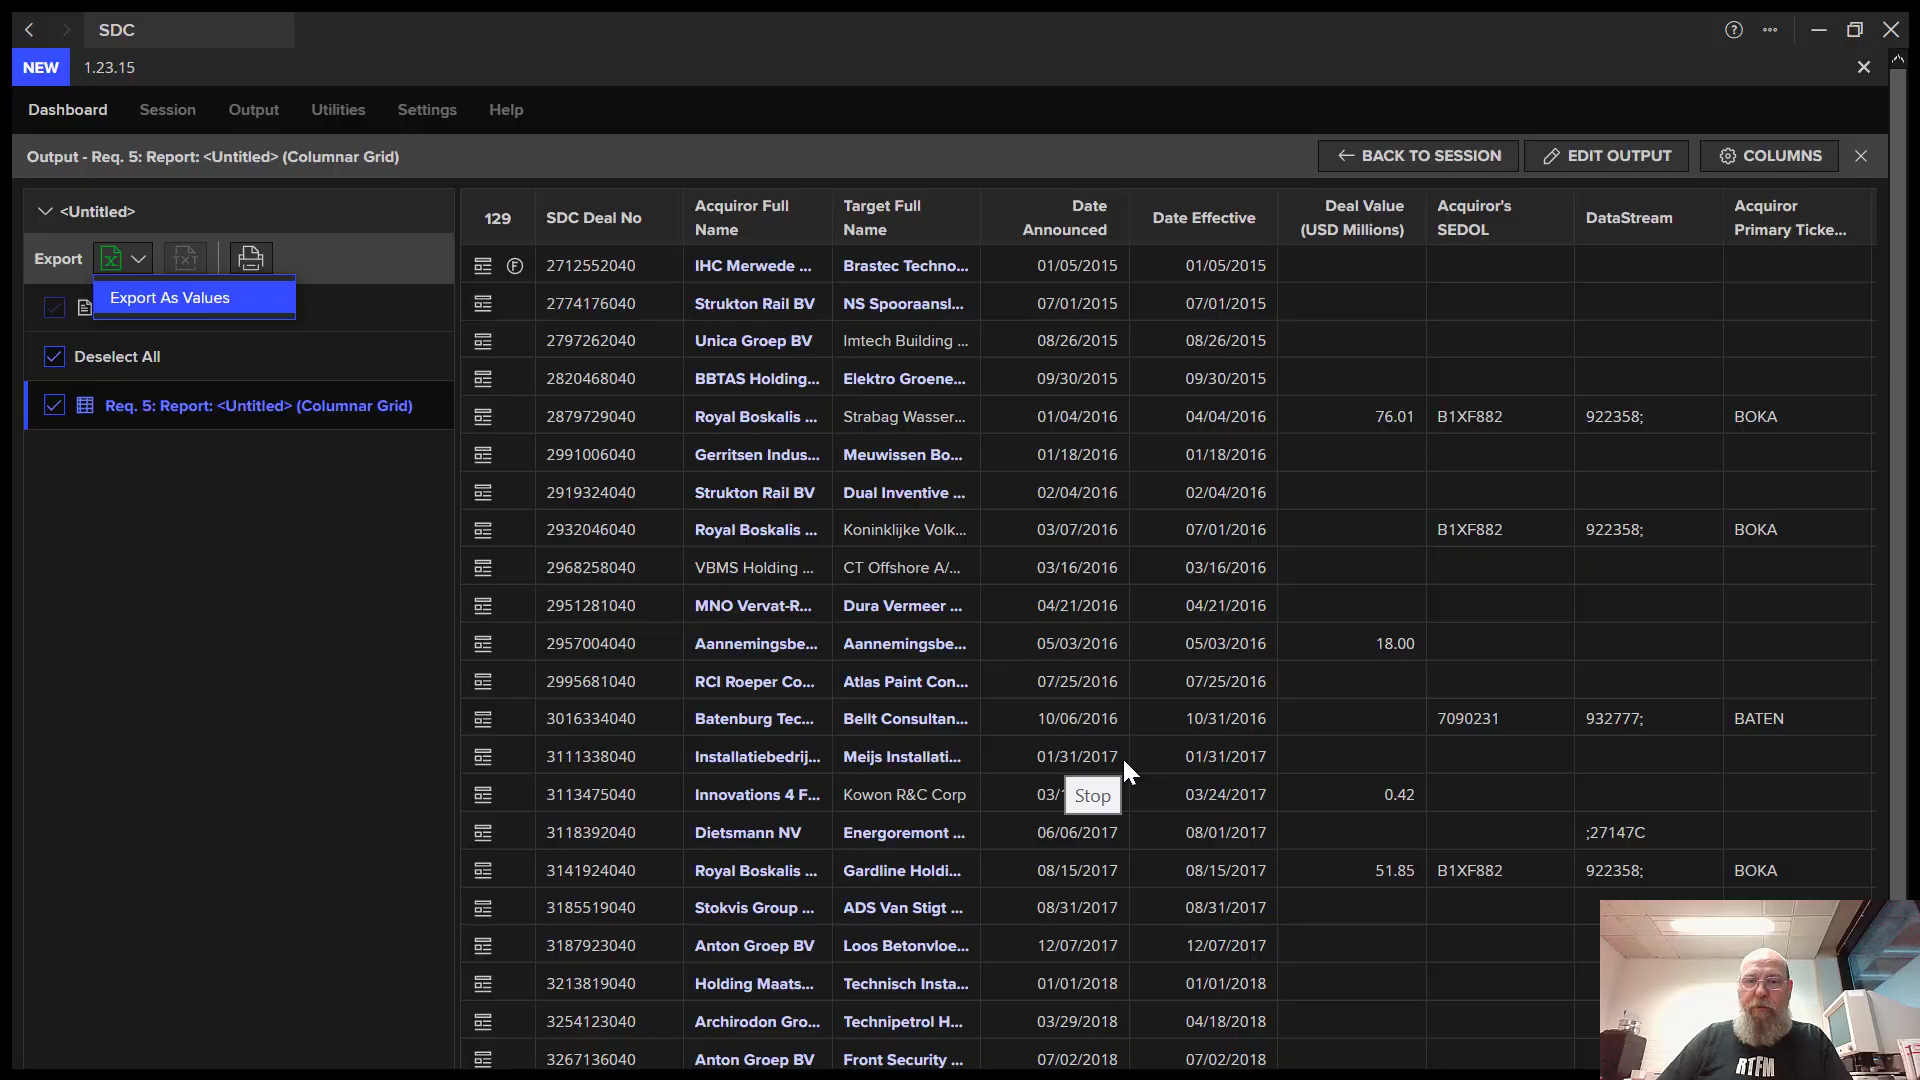 SDC
NEW 1.23.15
Dashboard Session Output Utilities Settings Help
Output - Req. 5: Report: <Untitled> (Columnar Grid) BACK TO SESSION EDIT OUTPUT COLUMNS
<Untitled>
Export TXT
Export As Values
Deselect All
Req. 5: Report: <Untitled> (Columnar Grid)
129 SDC Deal No Acquiror Full Name Target Full Name Date Announced Date Effective Deal Value (USD Millions) Acquiror's SEDOL DataStream Acquiror Primary Ticke...
F 2712552040 IHC Merwede ... Brastec Techno... 01/05/2015 01/05/2015
2774176040 Strukton Rail BV NS Spooraansl... 07/01/2015 07/01/2015
2797262040 Unica Groep BV Imtech Building ... 08/26/2015 08/26/2015
2820468040 BBTAS Holding... Elektro Groene... 09/30/2015 09/30/2015
2879729040 Royal Boskalis ... Strabag Wasser... 01/04/2016 04/04/2016 76.01 B1XF882 922358; BOKA
2991006040 Gerritsen Indus... Meuwissen Bo... 01/18/2016 01/18/2016
2919324040 Strukton Rail BV Dual Inventive ... 02/04/2016 02/04/2016
2932046040 Royal Boskalis ... Koninklijke Volk... 03/07/2016 07/01/2016 B1XF882 922358; BOKA
2968258040 VBMS Holding ... CT Offshore A/... 03/16/2016 03/16/2016
2951281040 MNO Vervat-R... Dura Vermeer ... 04/21/2016 04/21/2016
2957004040 Aannemingsbe... Aannemingsbe... 05/03/2016 05/03/2016 18.00
2995681040 RCI Roeper Co... Atlas Paint Con... 07/25/2016 07/25/2016
3016334040 Batenburg Tec... Bellt Consultan... 10/06/2016 10/31/2016 7090231 932777; BATEN
3111338040 Installatiebedrij... Meijs Installati... 01/31/2017 01/31/2017
3113475040 Innovations 4 F... Kowon R&C Corp 03/ 03/24/2017 0.42
Stop
3118392040 Dietsmann NV Energoremont ... 06/06/2017 08/01/2017 ;27147C
3141924040 Royal Boskalis ... Gardline Holdi... 08/15/2017 08/15/2017 51.85 B1XF882 922358; BOKA
3185519040 Stokvis Group ... ADS Van Stigt ... 08/31/2017 08/31/2017
3187923040 Anton Groep BV Loos Betonvloe... 12/07/2017 12/07/2017
3213819040 Holding Maats... Technisch Insta... 01/01/2018 01/01/2018
3254123040 Archirodon Gro... Technipetrol H... 03/29/2018 04/18/2018
3267136040 Anton Groep BV Front Security ... 07/02/2018 07/02/2018
RTFM